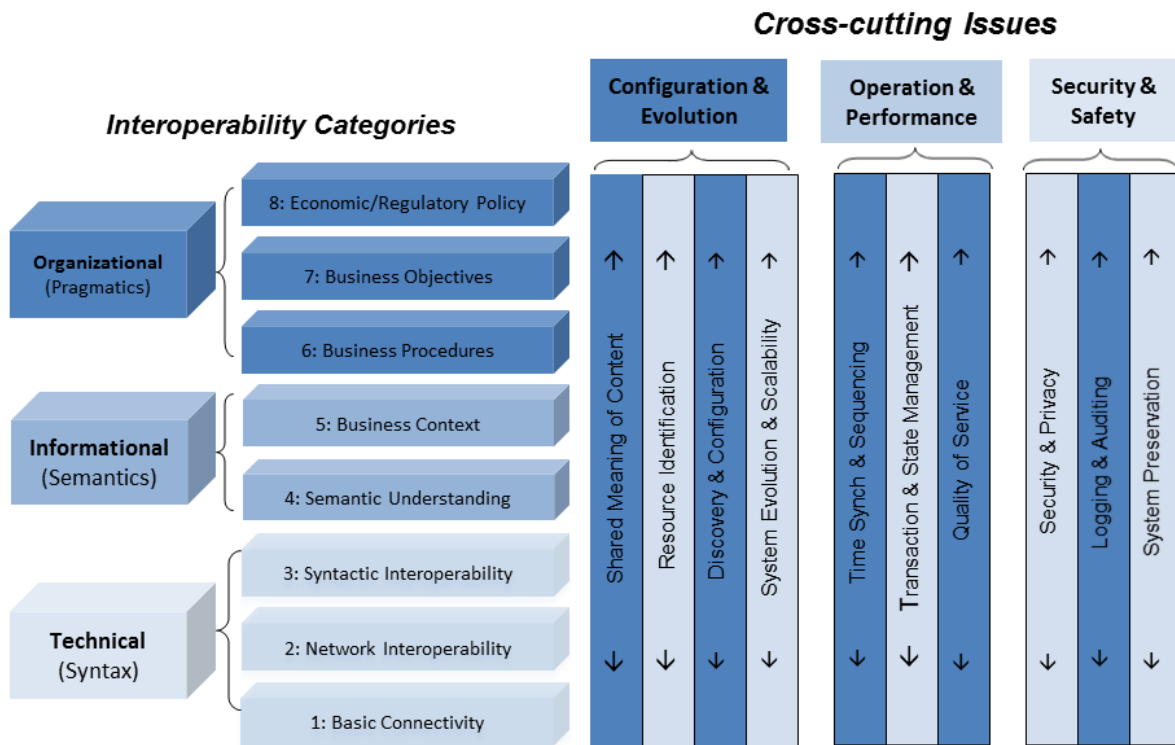 Cross-cutting Issues
Configuration &
Evolution
Operation &
Performance
Security &
Safety
Interoperability Categories
Organizational
(Pragmatics)
8: Economic/Regulatory Policy
7: Business Objectives
6: Business Procedures
Informational
(Semantics)
5: Business Context
4: Semantic Understanding
Technical
(Syntax)
3: Syntactic Interoperability
2: Network Interoperability
1: Basic Connectivity
Shared Meaning of Content
Resource Identification
Discovery & Configuration
System Evolution & Scalability
Time Synch & Sequencing
Transaction & State Management
Quality of Service
Security & Privacy
Logging & Auditing
System Preservation